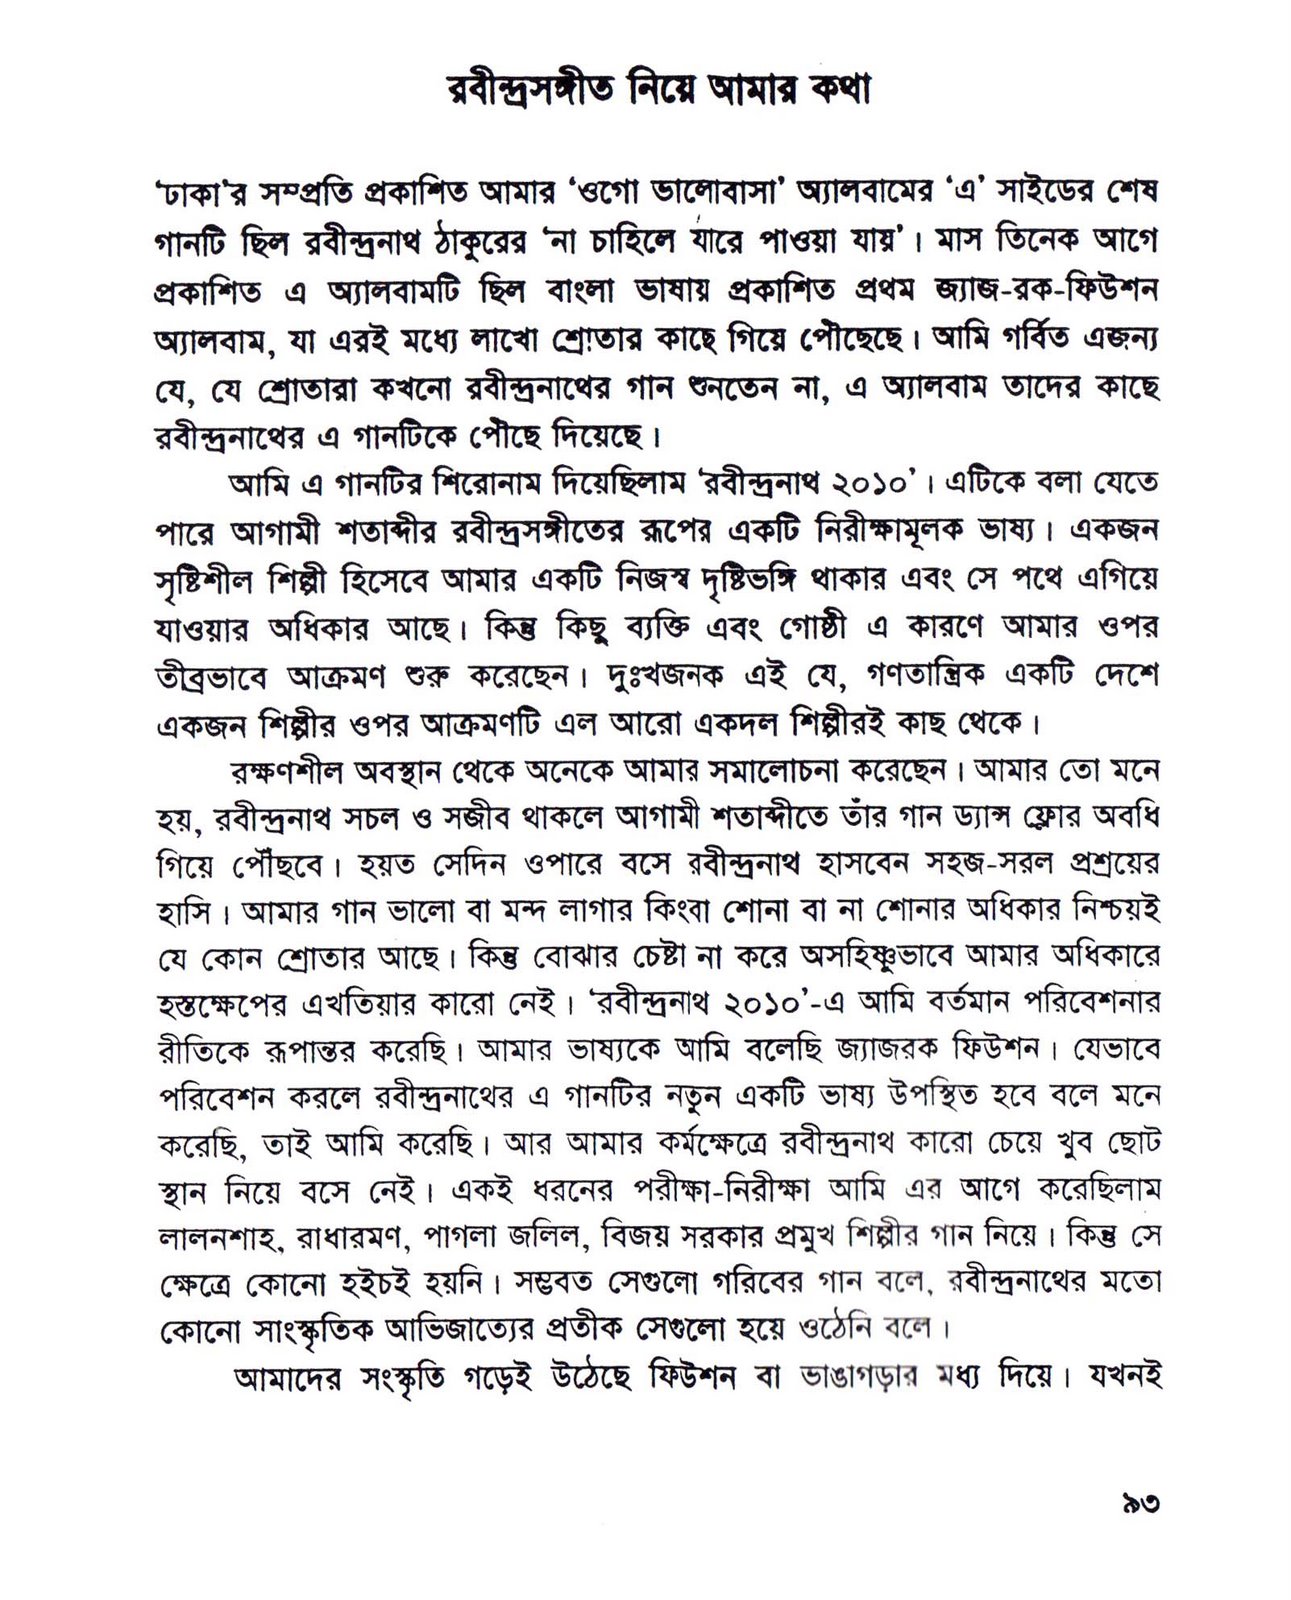 রবীন্দ্রসঙ্গীত নিয়ে আমার কথা
‘ঢাকা’র সম্প্রতি প্রকাশিত আমার ‘ওগো ভালোবাসা’ অ্যালবামের ‘এ’ সাইডের শেষ
গানটি ছিল রবীন্দ্রনাথ ঠাকুরের ‘না চাহিলে যারে পাওয়া যায়’। মাস তিনেক আগে
প্রকাশিত এ অ্যালবামটি ছিল বাংলা ভাষায় প্রকাশিত প্রথম জ্যাজ-রক-ফিউশন
অ্যালবাম, যা এরই মধ্যে লাখো শ্রোতার কাছে গিয়ে পৌঁছেছে। আমি গর্বিত এজন্য
যে, যে শ্রোতারা কখনো রবীন্দ্রনাথের গান শুনতেন না, এ অ্যালবাম তাদের কাছে
রবীন্দ্রনাথের এ গানটিকে পৌঁছে দিয়েছে।
আমি এ গানটির শিরোনাম দিয়েছিলাম ‘রবীন্দ্রনাথ ২০১০’। এটিকে বলা যেতে
পারে আগামী শতাব্দীর রবীন্দ্রসঙ্গীতের রূপের একটি নিরীক্ষামূলক ভাষ্য। একজন
সৃষ্টিশীল শিল্পী হিসেবে আমার একটি নিজস্ব দৃষ্টিভঙ্গি থাকার এবং সে পথে এগিয়ে
যাওয়ার অধিকার আছে। কিন্তু কিছু ব্যক্তি এবং গোষ্ঠী এ কারণে আমার ওপর
তীব্রভাবে আক্রমণ শুরু করেছেন। দুঃখজনক এই যে, গণতান্ত্রিক একটি দেশে
একজন শিল্পীর ওপর আক্রমণটি এল আরো একদল শিল্পীরই কাছ থেকে।
রক্ষণশীল অবস্থান থেকে অনেকে আমার সমালোচনা করেছেন। আমার তো মনে
হয়, রবীন্দ্রনাথ সচল ও সজীব থাকলে আগামী শতাব্দীতে তাঁর গান ড্যান্স ফ্লোর অবধি
গিয়ে পৌঁছবে। হয়ত সেদিন ওপারে বসে রবীন্দ্রনাথ হাসবেন সহজ-সরল প্রশ্রয়ের
হাসি। আমার গান ভালো বা মন্দ লাগার কিংবা শোনা বা না শোনার অধিকার নিশ্চয়ই
যে কোন শ্রোতার আছে। কিন্তু বোঝার চেষ্টা না করে অসহিষ্ণুভাবে আমার অধিকারে
হস্তক্ষেপের এখতিয়ার কারো নেই। ‘রবীন্দ্রনাথ ২০১০’-এ আমি বর্তমান পরিবেশনার
রীতিকে রূপান্তর করেছি। আমার ভাষ্যকে আমি বলেছি জ্যাজরক ফিউশন। যেভাবে
পরিবেশন করলে রবীন্দ্রনাথের এ গানটির নতুন একটি ভাষ্য উপস্থিত হবে বলে মনে
করেছি, তাই আমি করেছি। আর আমার কর্মক্ষেত্রে রবীন্দ্রনাথ কারো চেয়ে খুব ছোট
স্থান নিয়ে বসে নেই। একই ধরনের পরীক্ষা-নিরীক্ষা আমি এর আগে করেছিলাম
লালনশাহ, রাধারমণ, পাগলা জলিল, বিজয় সরকার প্রমুখ শিল্পীর গান নিয়ে। কিন্তু সে
ক্ষেত্রে কোনো হইচই হয়নি। সম্ভবত সেগুলো গরিবের গান বলে, রবীন্দ্রনাথের মতো
কোনো সাংস্কৃতিক আভিজাত্যের প্রতীক সেগুলো হয়ে ওঠেনি বলে।
আমাদের সংস্কৃতি গড়েই উঠেছে ফিউশন বা ভাঙাগড়ার মধ্য দিয়ে। যখনই
৯৩